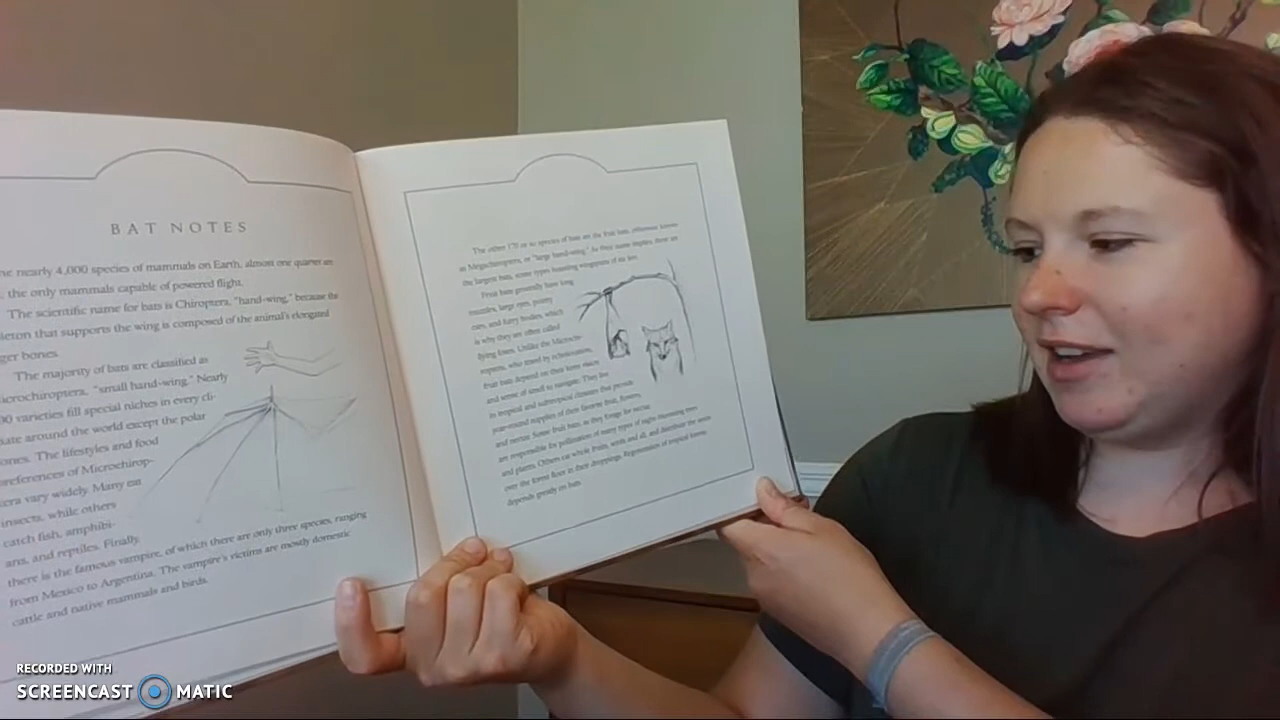 BAT NOTES
he nearly 4,000 species of mammals on Earth, almost one quarter are
, the only mammals capable of powered flight.
The scientific name for bats is Chiroptera, "hand-wing," because the
leton that supports the wing is composed of the animal's elongated
ger bones.
The majority of bats are classified as
icrochiroptera, "small hand-wing." Nearly
00 varieties fill special niches in every cli-
ate around the world except the polar
ones. The lifestyles and food
references of Microchirop-
era vary widely. Many eat
insects, while others
catch fish, amphibi-
ans, and reptiles. Finally,
there is the famous vampire, of which there are only three species, ranging
from Mexico to Argentina. The vampire's victims are mostly domestic
cattle and native mammals and birds.
The other 170 or so species of bats are the fruit bats, otherwise known
as Megachiroptera, or "large hand-wing." As their name implies, these are
the largest bats, some types boasting wingspans of six feet.
Fruit bats generally have long
muzzles, large eyes, pointy
ears, and furry bodies, which
is why they are often called
flying foxes. Unlike the Microchi-
ropterans, who travel by echolocation,
fruit bats depend on their keen vision
and sense of smell to navigate. They live
in tropical and subtropical climates that provide
year-round supplies of their favorite fruit, flowers,
and nectar. Some fruit bats, as they forage for nectar,
are responsible for pollination of many types of night-blooming trees
and plants. Others eat whole fruits, seeds and all, and distribute the seeds
over the forest floor in their droppings. Regeneration of tropical forests
depends greatly on bats.
RECORDED WITH
SCREENCAST MATIC